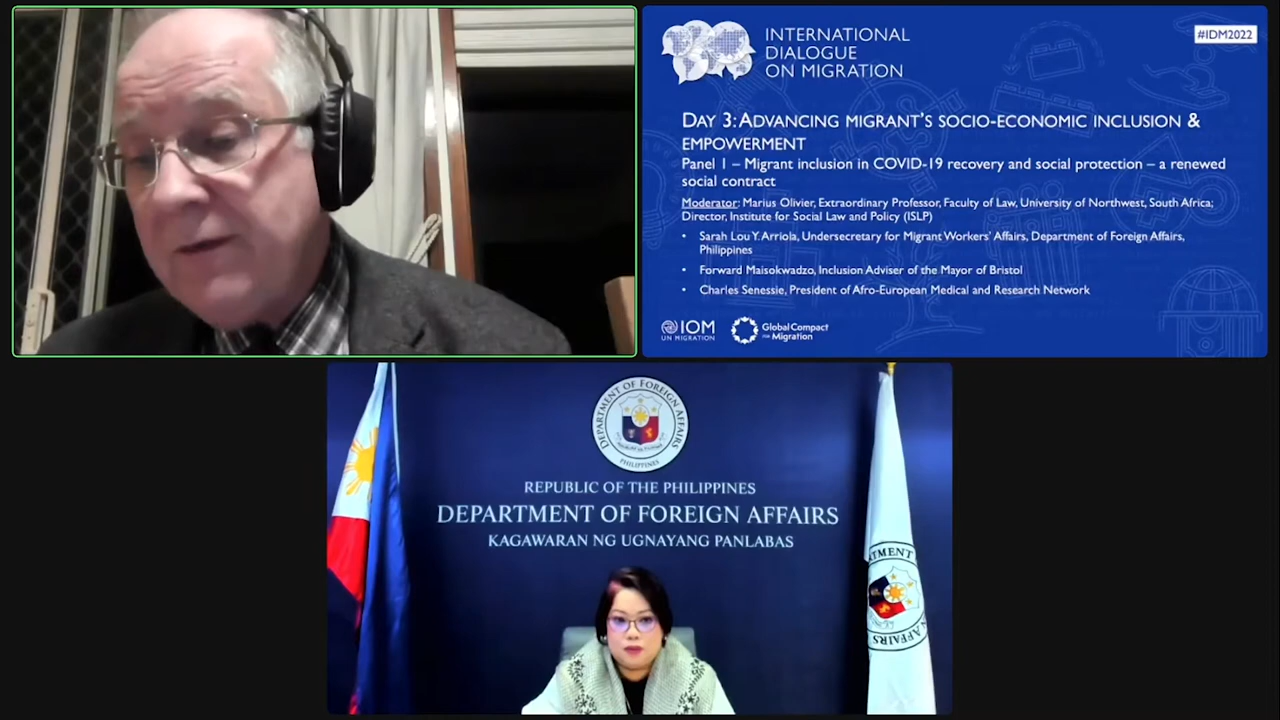 INTERNATIONAL
DIALOGUE
ON MIGRATION
#IDM2022
DAY 3: ADVANCING MIGRANT'S SOCIO-ECONOMIC INCLUSION &
EMPOWERMENT
Panel 1 – Migrant inclusion in COVID-19 recovery and social protection – a renewed
social contract
Moderator: Marius Olivier, Extraordinary Professor, Faculty of Law, University of Northwest, South Africa;
Director, Institute for Social Law and Policy (ISLP)
• Sarah Lou Y. Arriola, Undersecretary for Migrant Workers' Affairs, Department of Foreign Affairs,
Philippines
• Forward Maisokwadzo, Inclusion Adviser of the Mayor of Bristol
• Charles Senessie, President of Afro-European Medical and Research Network
IOM
UN MIGRATION
Global Compact
FOR Migration
DEPARTMENT OF FOREIGN AFFAIRS
PHILIPPINES
REPUBLIC OF THE PHILIPPINES
DEPARTMENT OF FOREIGN AFFAIRS
KAGAWARAN NG UGNAYANG PANLABAS
TMENT
AFFAIRS